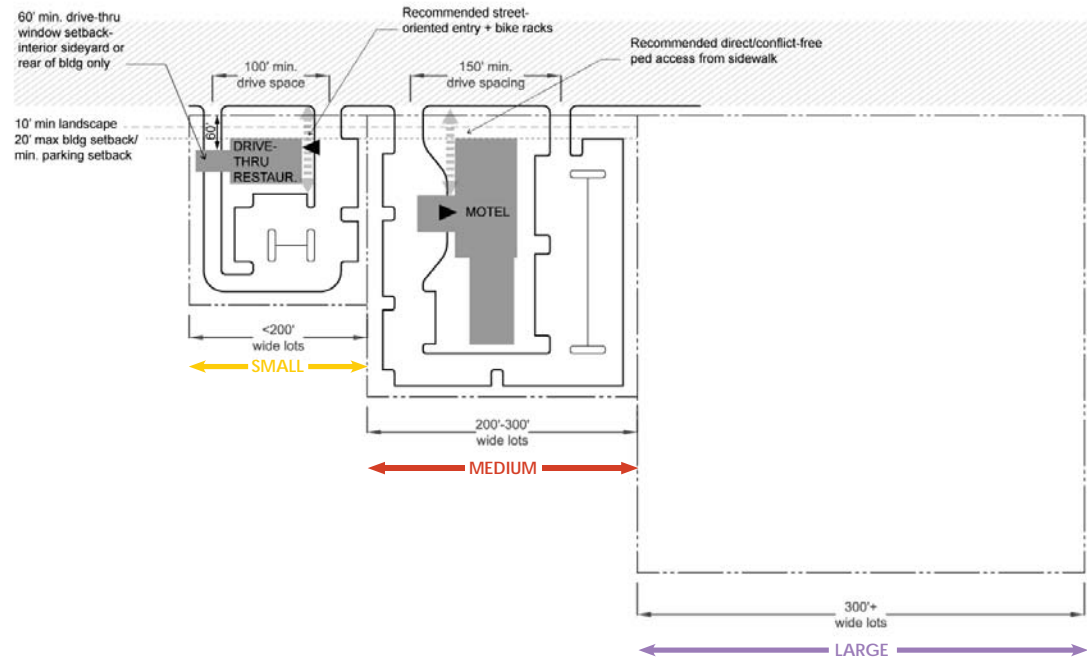 60' min. drive-thru
window setback-
interior sideyard or
rear of bldg only
Recommended street-
oriented entry + bike racks
Recommended direct/conflict-free
ped access from sidewalk
100' min.
drive space
150' min.
drive spacing
10' min landscape
20' max bldg setback/
min. parking setback
60'
DRIVE-
THRU
RESTAUR.
MOTEL
<200'
wide lots
SMALL
200'-300'
wide lots
MEDIUM
300'+
wide lots
LARGE